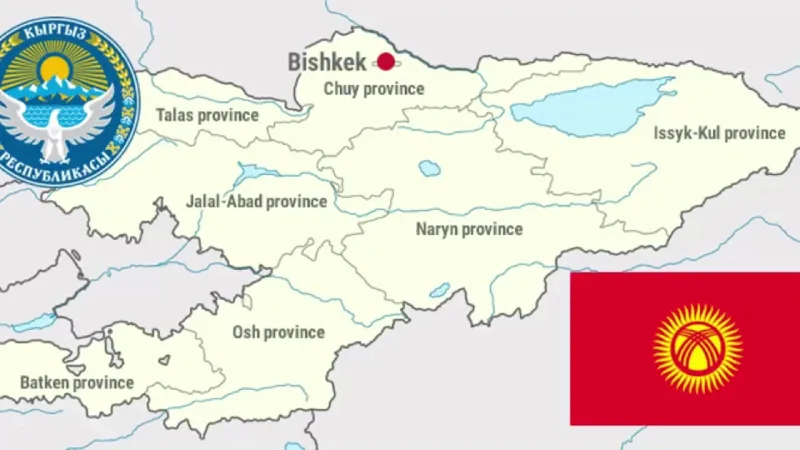 КЫРГЫЗ
РЕСПУБЛИКАСЫ
Bishkek
Chuy province
Talas province
Issyk-Kul province
Jalal-Abad province
Naryn province
Osh province
Batken province